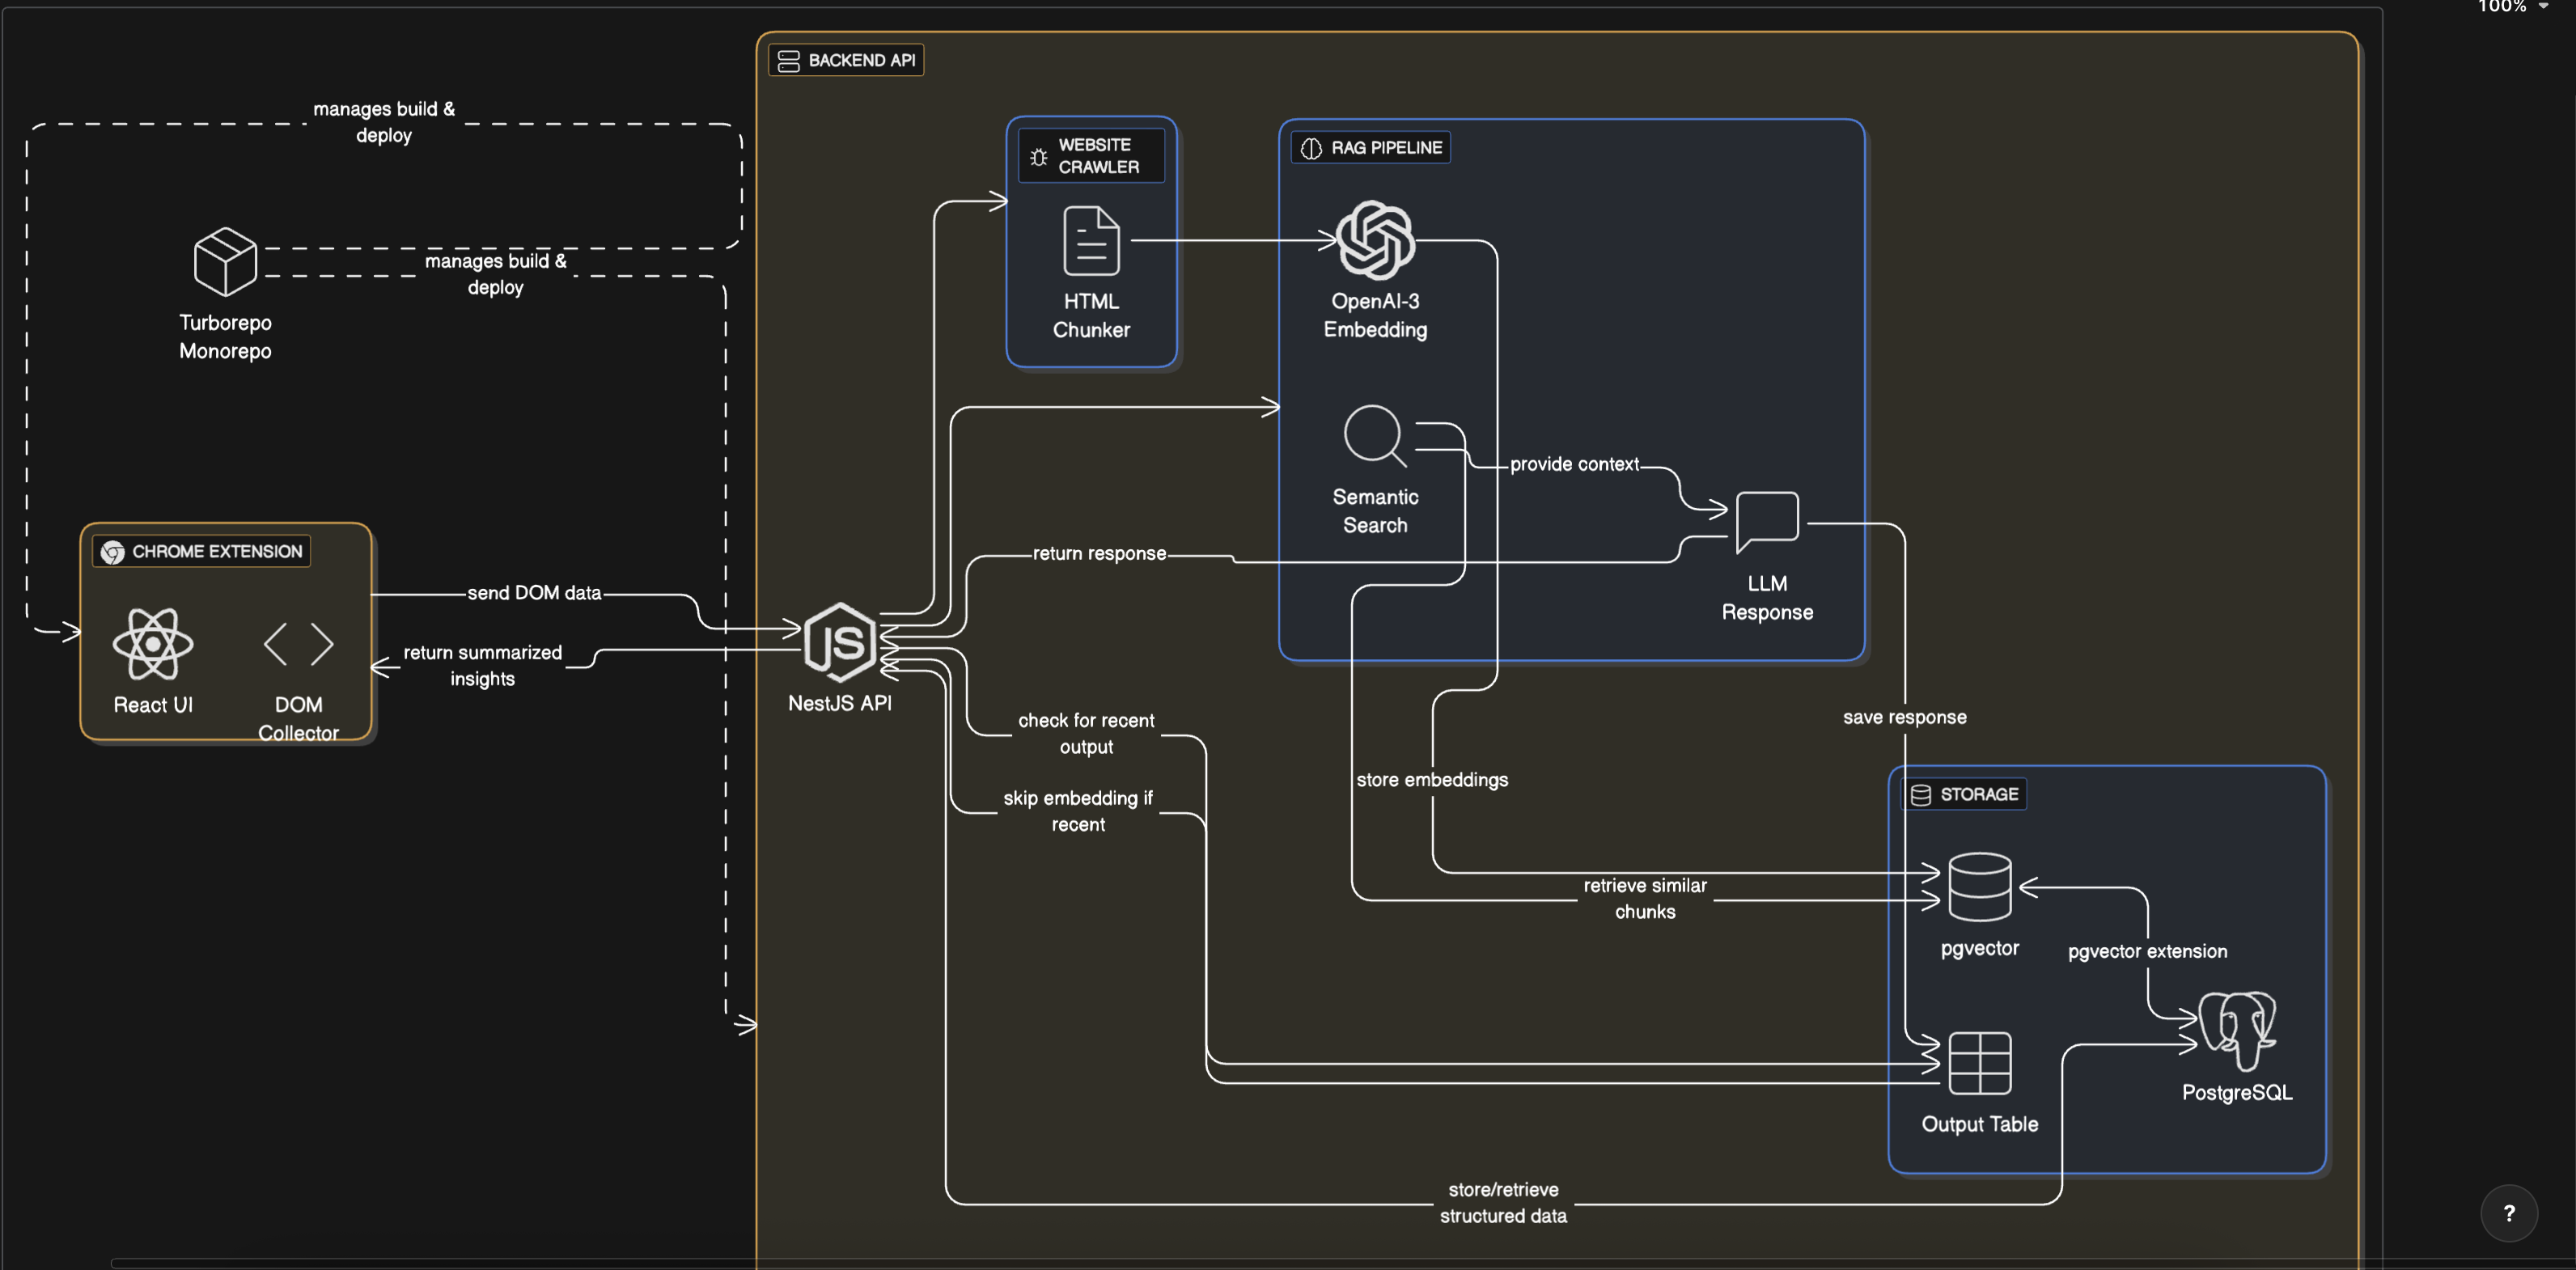 100%
BACKEND API
manages build &
deploy
WEBSITE
CRAWLER
RAG PIPELINE
manages build &
deploy
HTML
Chunker
OpenAI-3
Embedding
Turborepo
Monorepo
provide context
Semantic
Search
CHROME EXTENSION
return response
send DOM data
LLM
Response
JS
return summarized
insights
React UI
DOM
Collector
NestJS API
check for recent
output
save response
store embeddings
skip embedding if
recent
STORAGE
retrieve similar
chunks
pgvector
pgvector extension
PostgreSQL
Output Table
store/retrieve
structured data
?